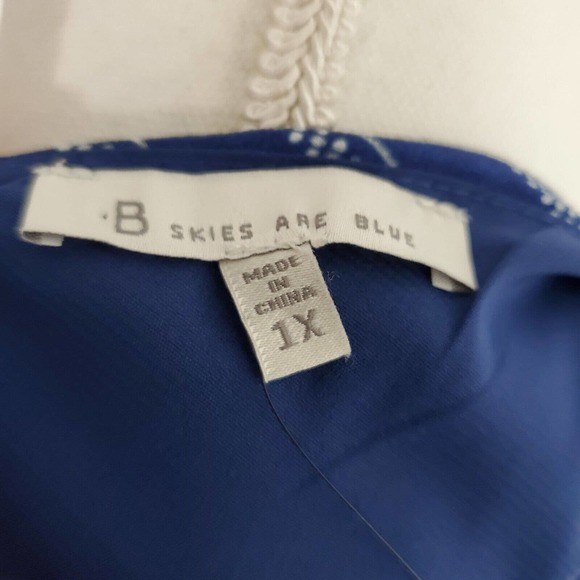 ·B SKIES ARE BLUE
MADE
IN
CHINA
1X